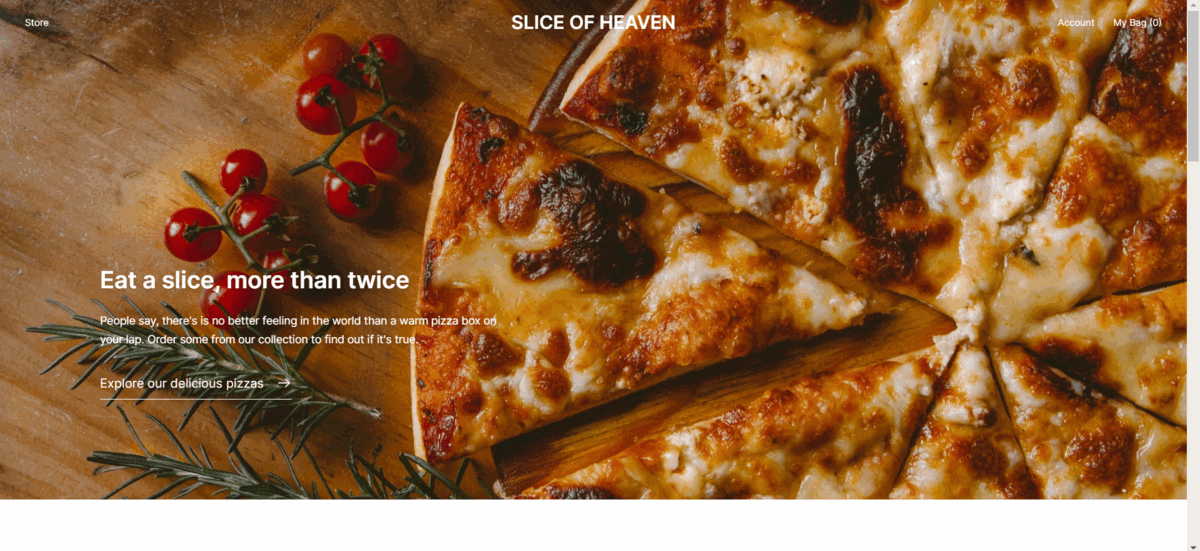 Store
SLICE OF HEAVEN
Account
My Bag (0)
Eat a slice, more than twice
People say, there's is no better feeling in the world than a warm pizza box on
your lap. Order some from our collection to find out if it's true.
Explore our delicious pizzas →